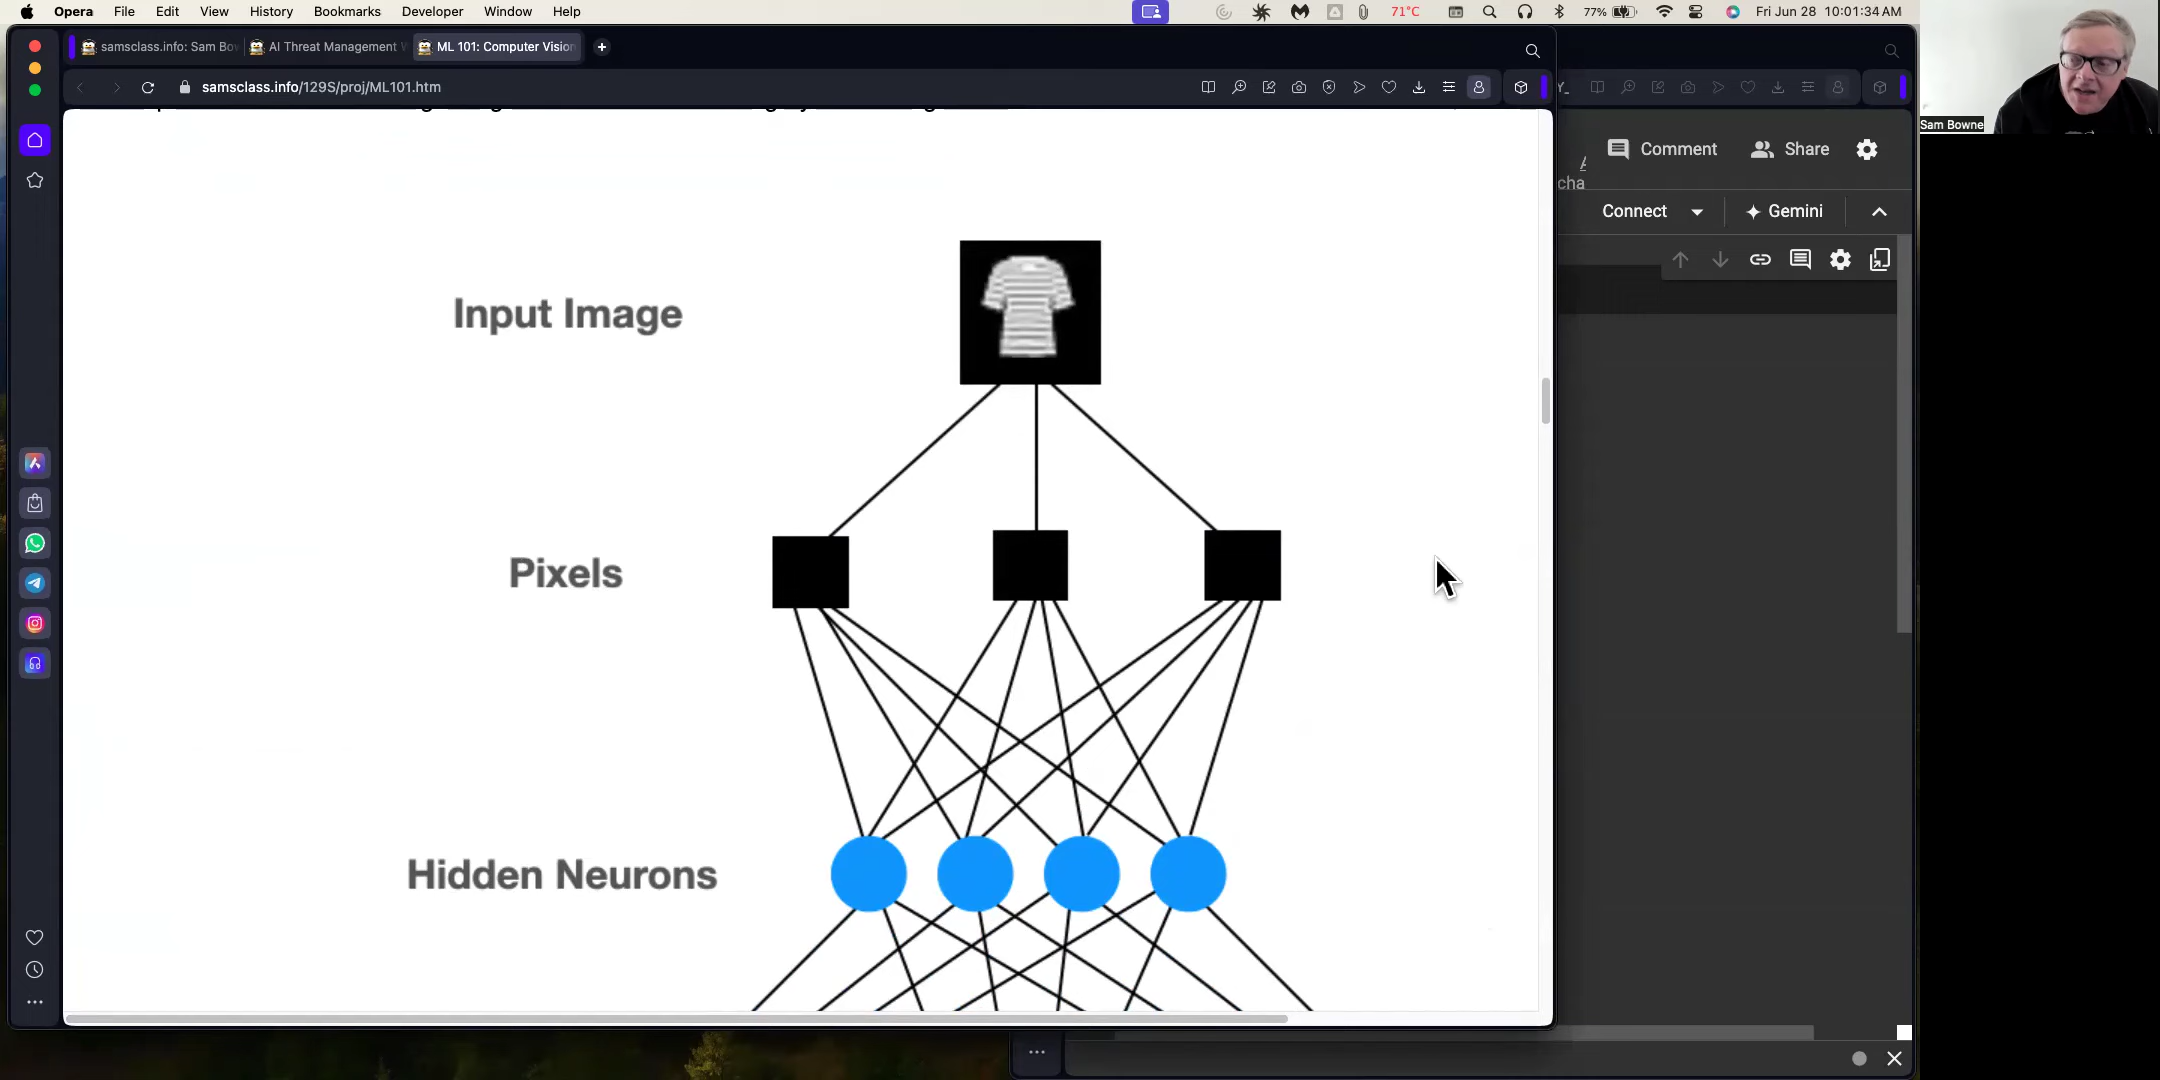 Opera File Edit View History Bookmarks Developer Window Help
71°C
77%
Fri Jun 28 10:01:34 AM
samsclass.info: Sam Bow
AI Threat Management W
ML 101: Computer Vision
samsclass.info/129S/proj/ML101.htm
Input Image
Pixels
Hidden Neurons
Comment
Share
cha
Connect
Gemini
Sam Bowne